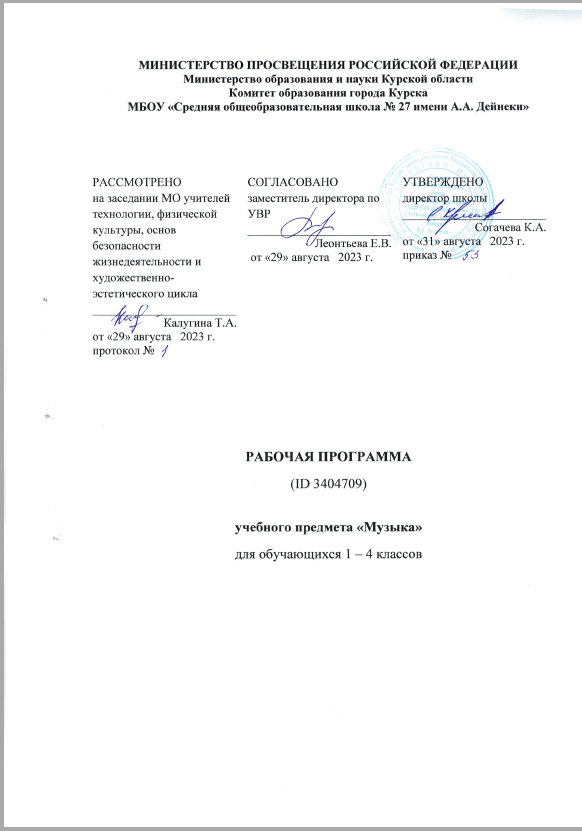 МИНИСТЕРСТВО ПРОСВЕЩЕНИЯ РОССИЙСКОЙ ФЕДЕРАЦИИ
Министерство образования и науки Курской области
Комитет образования города Курска
МБОУ «Средняя общеобразовательная школа № 27 имени А.А. Дейнеки»
РАССМОТРЕНО
на заседании МО учителей
технологии, физической
культуры, основ
безопасности
жизнедеятельности и
художественно-
эстетического цикла
Калугина Т.А.
от «29» августа 2023 г.
протокол № 1
СОГЛАСОВАНО
заместитель директора по
УВР
Леонтьева Е.В.
от «29» августа 2023 г.
УТВЕРЖДЕНО
директор школы
Согачева К.А.
от «31» августа 2023 г.
приказ № 53
РАБОЧАЯ ПРОГРАММА
(ID 3404709)
учебного предмета «Музыка»
для обучающихся 1 – 4 классов